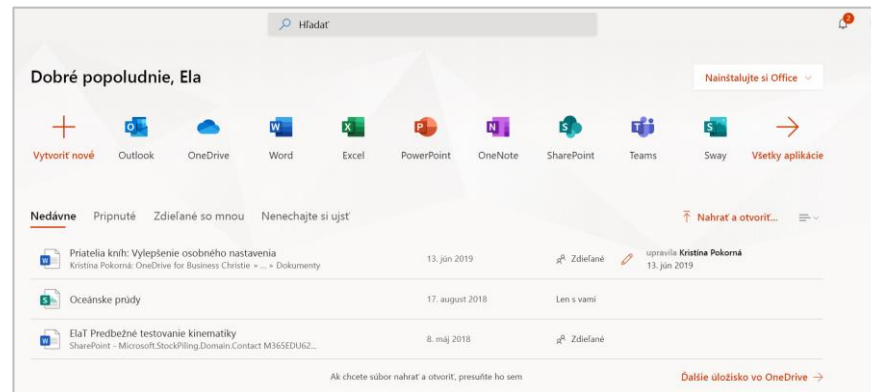 Hľadať
2
Dobré popoludnie, Ela
Nainštalujte si Office
Vytvoriť nové
Outlook
OneDrive
Word
Excel
PowerPoint
OneNote
SharePoint
Teams
Sway
Všetky aplikácie
Nedávne Pripnuté Zdieľané so mnou Nenechajte si ujsť
Nahrať a otvoriť...
Priatelia kníh: Vylepšenie osobného nastavenia
Kristína Pokorná: OneDrive for Business Christie » ... » Dokumenty
13. jún 2019
Zdieľané
upravila Kristína Pokorná
13. jún 2019
Oceánske prúdy
17. august 2018
Len s vami
ElaT Predbežné testovanie kinematiky
SharePoint – Microsoft.StockPiling.Domain.Contact M365EDU62...
8. máj 2018
Zdieľané
Ak chcete súbor nahrať a otvoriť, presuňte ho sem
Ďalšie úložisko vo OneDrive